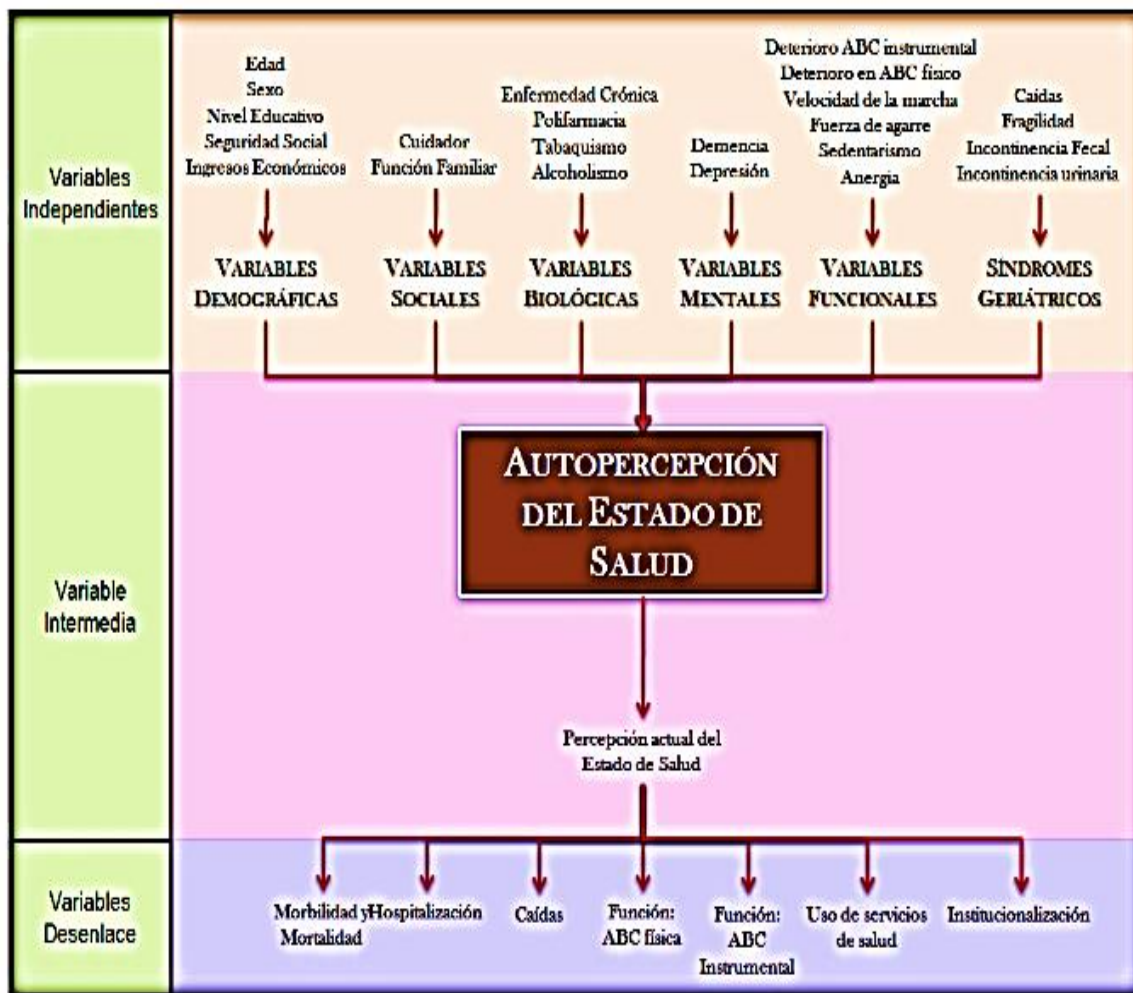 Variables
Independientes
Edad
Sexo
Nivel Educativo
Seguridad Social
Ingresos Económicos
VARIABLES
DEMOGRÁFICAS
Cuidador
Función Familiar
VARIABLES
SOCIALES
Enfermedad Crónica
Polifarmacia
Tabaquismo
Alcoholismo
VARIABLES
BIOLÓGICAS
Demencia
Depresión
VARIABLES
MENTALES
Deterioro ABC instrumental
Deterioro en ABC físico
Velocidad de la marcha
Fuerza de agarre
Sedentarismo
Anergia
VARIABLES
FUNCIONALES
Caídas
Fragilidad
Incontinencia Fecal
Incontinencia urinaria
SÍNDROMES
GERIÁTRICOS
Variable
Intermedia
AUTOPERCEPCIÓN
DEL ESTADO DE
SALUD
Percepción actual del
Estado de Salud
Variables
Desenlace
Morbilidad y
Mortalidad
Hospitalización
Caídas
Función:
ABC física
Función:
ABC
Instrumental
Uso de servicios
de salud
Institucionalización